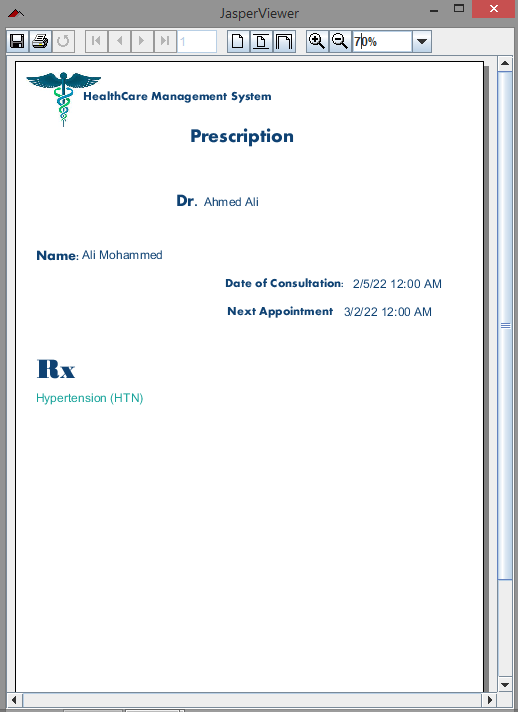 JasperViewer
1
70%
HealthCare Management System
Prescription
Dr. Ahmed Ali
Name: Ali Mohammed
Date of Consultation: 2/5/22 12:00 AM
Next Appointment 3/2/22 12:00 AM
Rx
Hypertension (HTN)